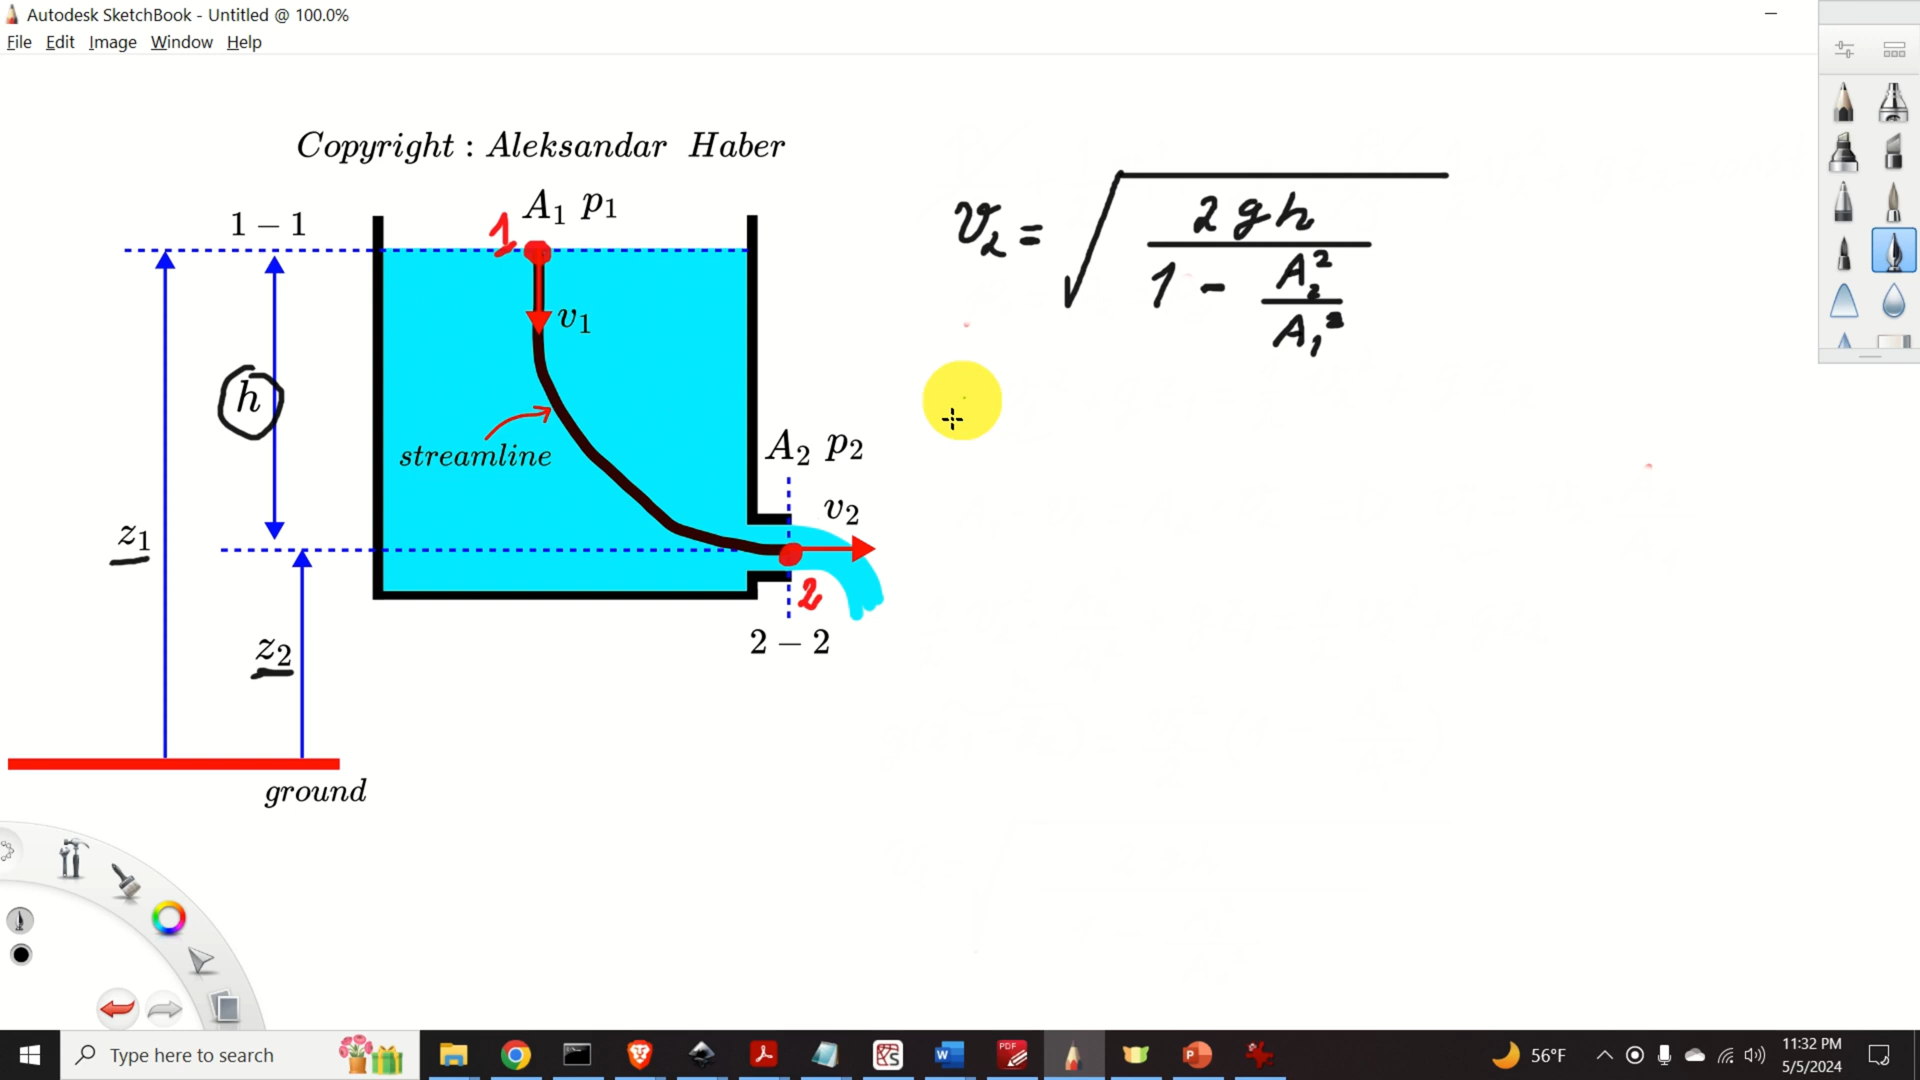 Autodesk SketchBook - Untitled @ 100.0%
File Edit Image Window Help
Copyright : Aleksandar Haber
1 − 1
1
A₁ p₁
v₁
h
streamline
z₁
z₂
A₂ p₂
v₂
2
2 − 2
ground
v₂ = √(2gh / (1 - A₂² / A₁²))
Type here to search
PDF
56°F
11:32 PM
5/5/2024